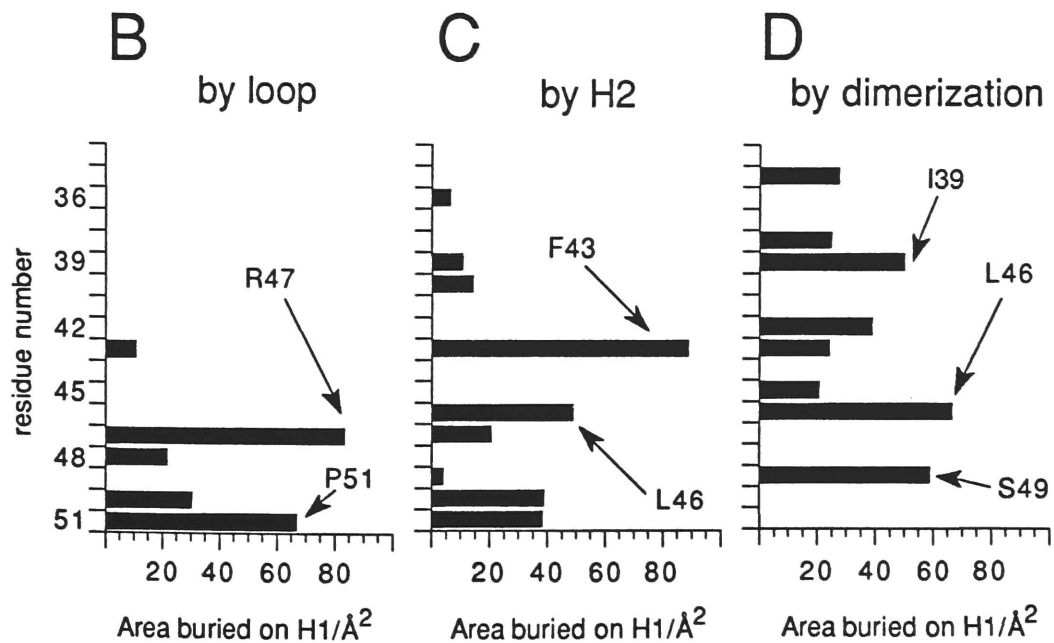 B
by loop
residue number
36
39
42
45
48
51
R47
P51
20 40 60 80
Area buried on H1/Å²
C
by H2
F43
L46
20 40 60 80
Area buried on H1/Å²
D
by dimerization
I39
L46
S49
20 40 60 80
Area buried on H1/Å²